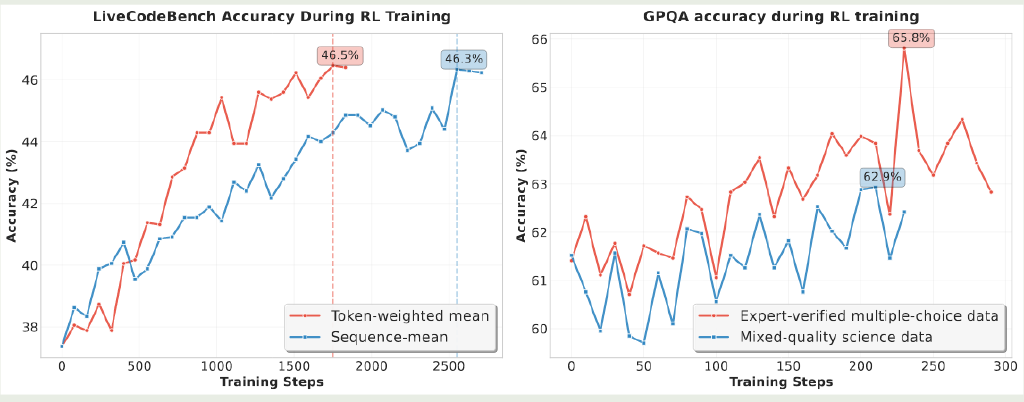 LiveCodeBench Accuracy During RL Training
46.5%
46.3%
46
44
42
40
38
Accuracy (%)
Token-weighted mean
Sequence-mean
0
500
1000
1500
2000
2500
Training Steps
GPQA accuracy during RL training
65.8%
62.9%
66
65
64
63
62
61
60
Accuracy (%)
Expert-verified multiple-choice data
Mixed-quality science data
0
50
100
150
200
250
300
Training Steps